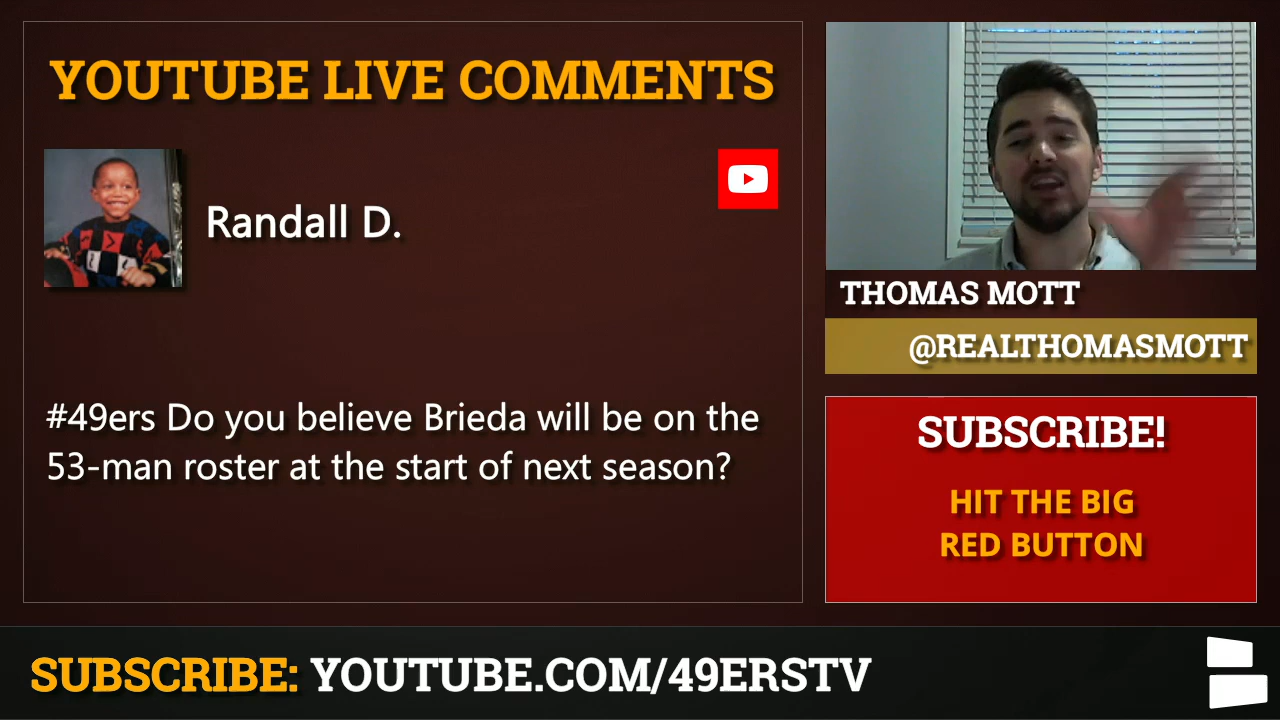 YOUTUBE LIVE COMMENTS
Randall D.
#49ers Do you believe Brieda will be on the
53-man roster at the start of next season?
THOMAS MOTT
@REALTHOMASMOTT
SUBSCRIBE!
HIT THE BIG
RED BUTTON
SUBSCRIBE: YOUTUBE.COM/49ERSTV